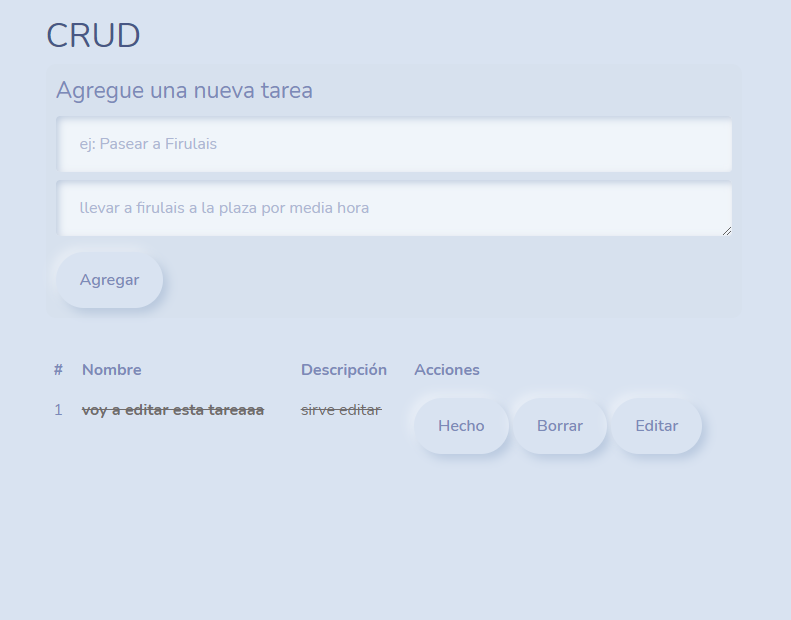 CRUD
Agregue una nueva tarea
ej: Pasear a Firulais
llevar a firulais a la plaza por media hora
Agregar
# Nombre Descripción Acciones
1 voy a editar esta tareaaa sirve editar Hecho Borrar Editar